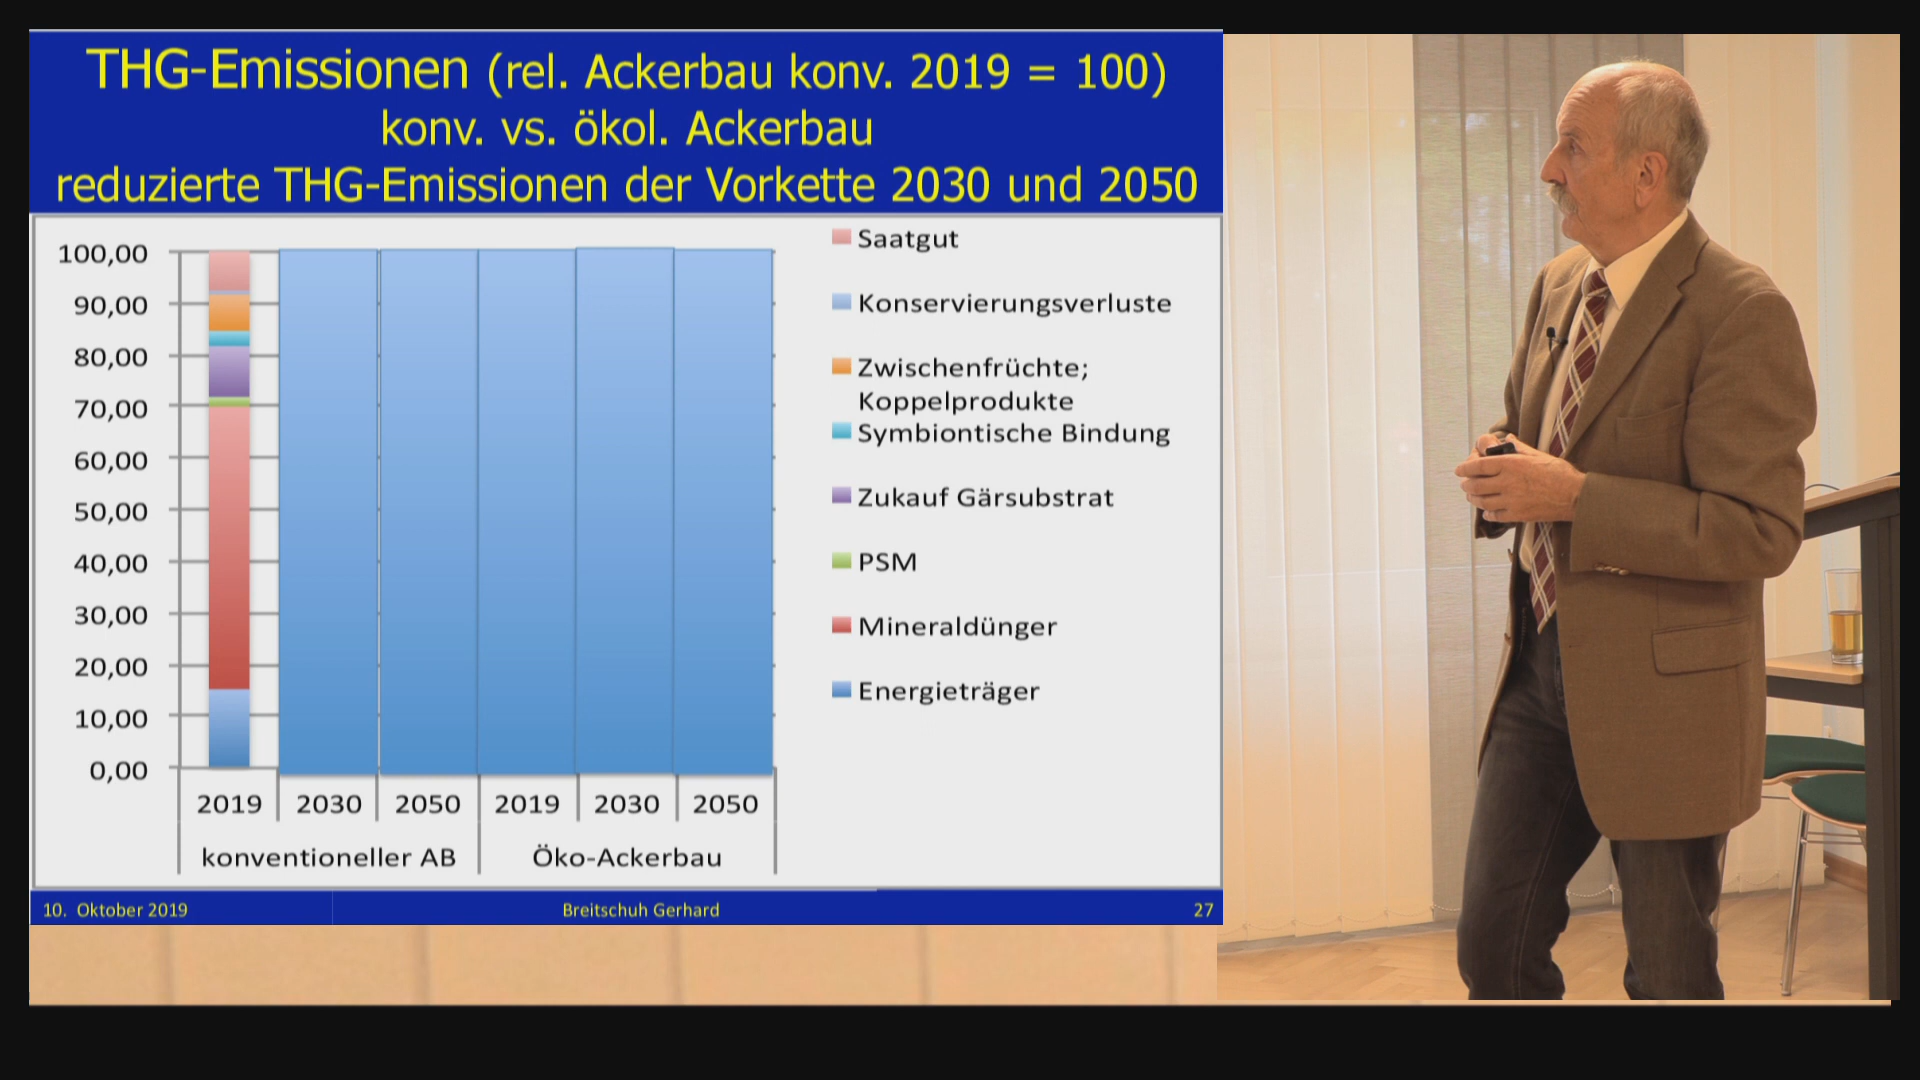 THG-Emissionen (rel. Ackerbau konv. 2019 = 100)
konv. vs. ökol. Ackerbau
reduzierte THG-Emissionen der Vorkette 2030 und 2050
100,00
90,00
80,00
70,00
60,00
50,00
40,00
30,00
20,00
10,00
0,00
2019 2030 2050 2019 2030 2050
konventioneller AB Öko-Ackerbau
Saatgut
Konservierungsverluste
Zwischenfrüchte;
Koppelprodukte
Symbiontische Bindung
Zukauf Gärsubstrat
PSM
Mineraldünger
Energieträger
10. Oktober 2019 Breitschuh Gerhard 27